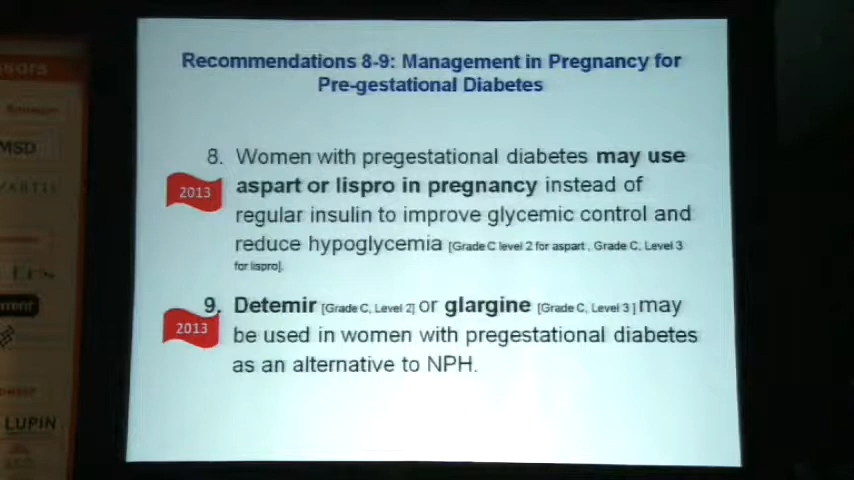 Recommendations 8-9: Management in Pregnancy for
Pre-gestational Diabetes
8. Women with pregestational diabetes may use
2013
aspart or lispro in pregnancy instead of
regular insulin to improve glycemic control and
reduce hypoglycemia [Grade C level 2 for aspart , Grade C, Level 3
for lispro].
9. Detemir [Grade C, Level 2] or glargine [Grade C, Level 3 ] may
2013
be used in women with pregestational diabetes
as an alternative to NPH.
MSD
LUPIN